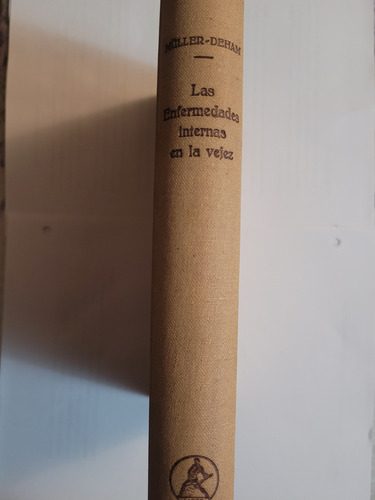 MÜLLER-DEHAM
Las
Enfermedades
internas
en la vejez